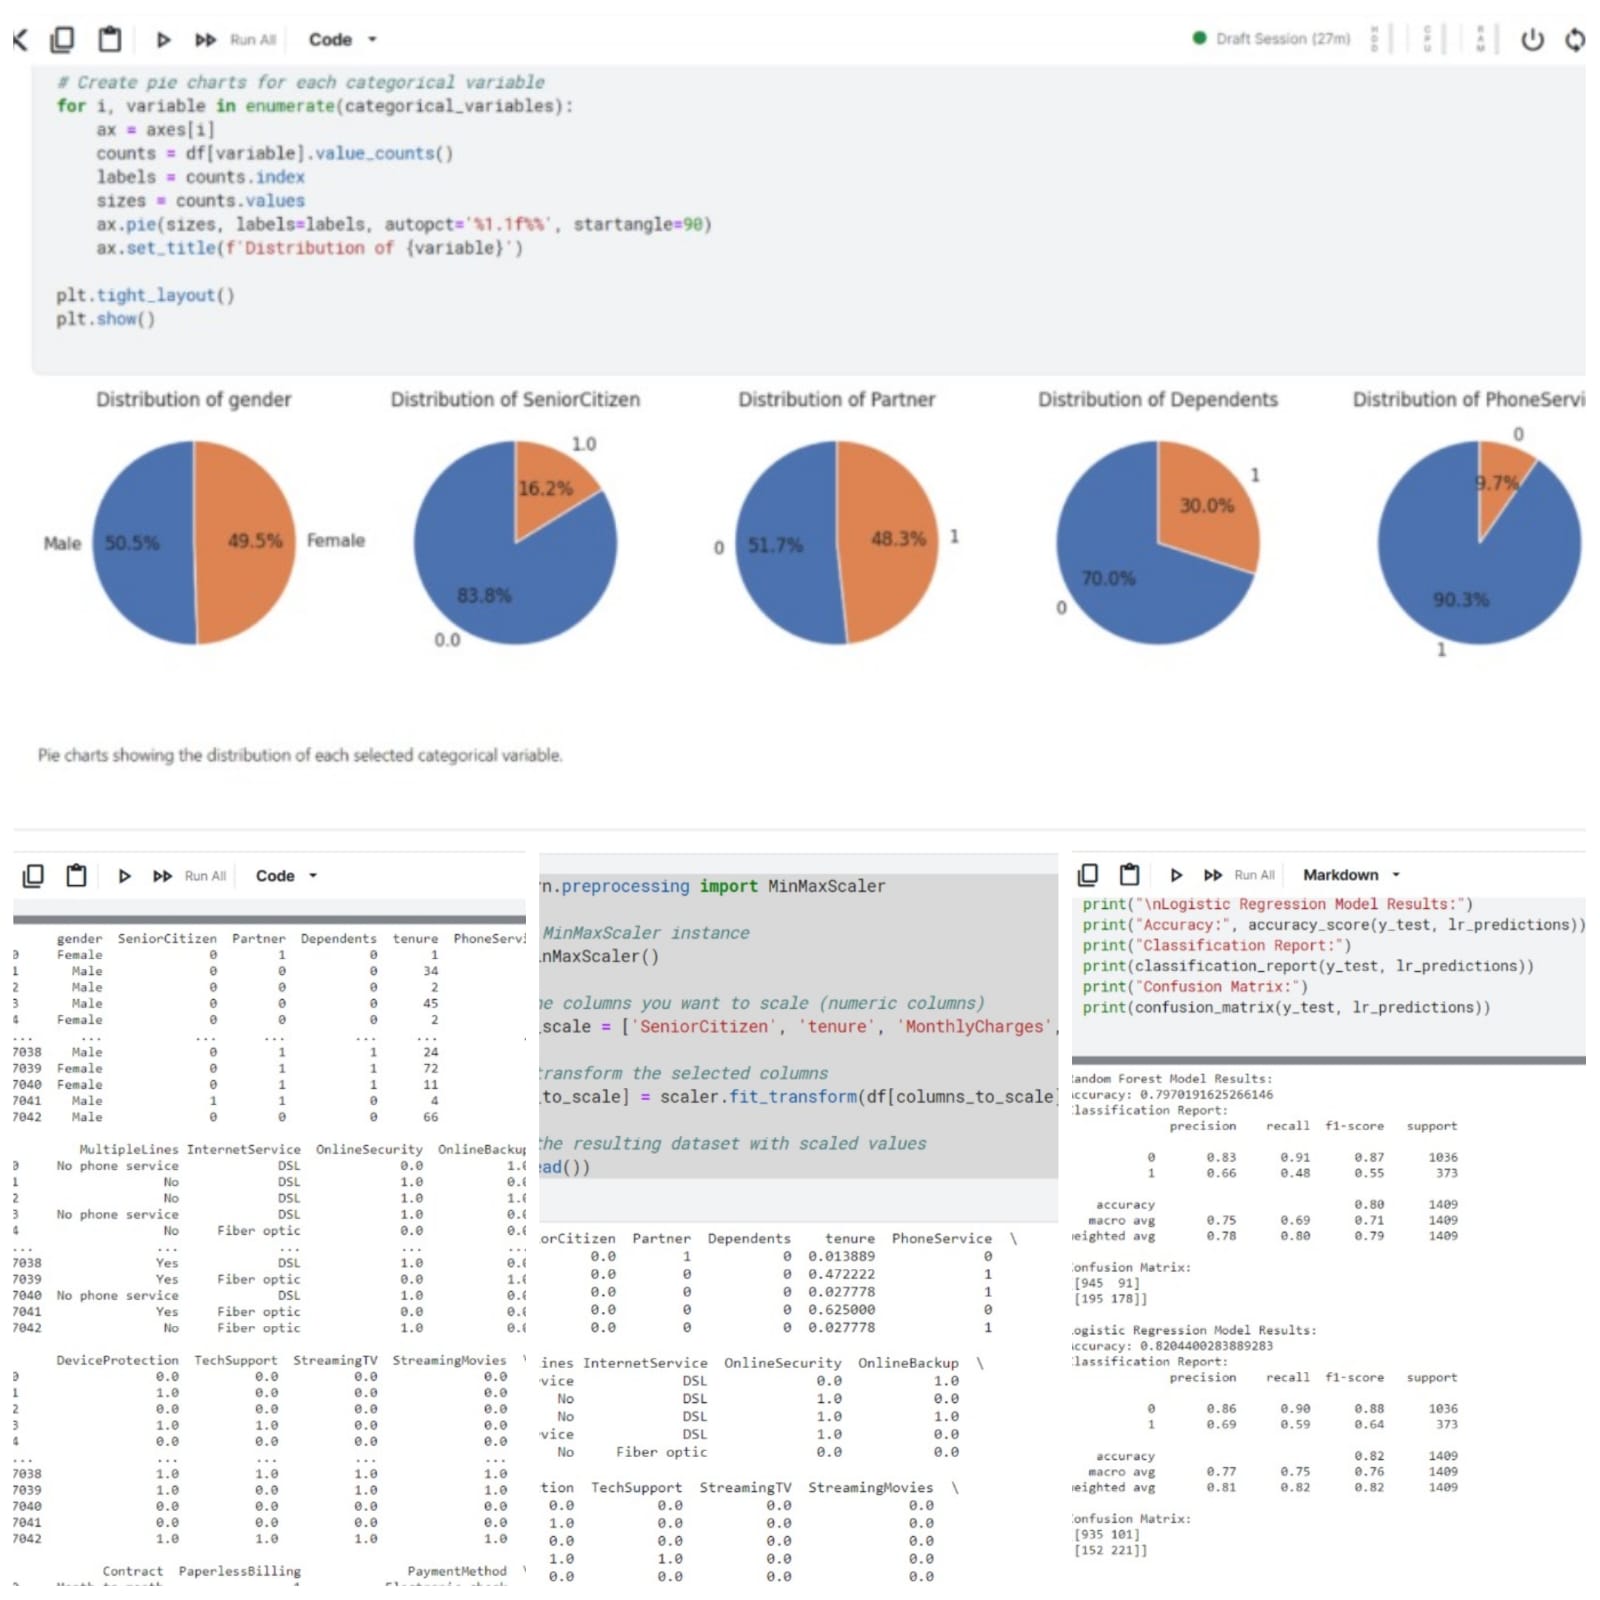 Run All Code Draft Session (27m) HDD CPU RAM
# Create pie charts for each categorical variable
for i, variable in enumerate(categorical_variables):
ax = axes[i]
counts = df[variable].value_counts()
labels = counts.index
sizes = counts.values
ax.pie(sizes, labels=labels, autopct='%1.1f%%', startangle=90)
ax.set_title(f'Distribution of {variable}')
plt.tight_layout()
plt.show()
Distribution of gender
Male 50.5% 49.5% Female
Distribution of SeniorCitizen
1.0
16.2%
83.8%
0.0
Distribution of Partner
0 51.7% 48.3% 1
Distribution of Dependents
1
30.0%
70.0%
0
Distribution of PhoneServi
0
9.7%
90.3%
1
Pie charts showing the distribution of each selected categorical variable.
Run All Code
gender SeniorCitizen Partner Dependents tenure PhoneServi
0 Female 0 1 0 1
1 Male 0 0 0 34
2 Male 0 0 0 2
3 Male 0 0 0 45
4 Female 0 0 0 2
... ... ... ... ... ...
7038 Male 0 1 1 24
7039 Female 0 1 1 72
7040 Female 0 1 1 11
7041 Male 1 1 0 4
7042 Male 0 0 0 66
MultipleLines InternetService OnlineSecurity OnlineBackup
0 No phone service DSL 0.0 1.0
1 No DSL 1.0 0.0
2 No DSL 1.0 1.0
3 No phone service DSL 1.0 0.0
4 No Fiber optic 0.0 0.0
... ... ... ... ...
7038 Yes DSL 1.0 0.0
7039 Yes Fiber optic 0.0 1.0
7040 No phone service DSL 1.0 0.0
7041 Yes Fiber optic 0.0 0.0
7042 No Fiber optic 1.0 0.0
DeviceProtection TechSupport StreamingTV StreamingMovies \
0 0.0 0.0 0.0 0.0
1 1.0 0.0 0.0 0.0
2 0.0 0.0 0.0 0.0
3 1.0 1.0 0.0 0.0
4 0.0 0.0 0.0 0.0
... ... ... ... ...
7038 1.0 1.0 1.0 1.0
7039 1.0 0.0 1.0 1.0
7040 0.0 0.0 0.0 0.0
7041 0.0 0.0 0.0 0.0
7042 1.0 1.0 1.0 1.0
Contract PaperlessBilling PaymentMethod \
rn.preprocessing import MinMaxScaler
MinMaxScaler instance
inMaxScaler()
he columns you want to scale (numeric columns)
_scale = ['SeniorCitizen', 'tenure', 'MonthlyCharges',
transform the selected columns
_to_scale] = scaler.fit_transform(df[columns_to_scale]
the resulting dataset with scaled values
ead())
orCitizen Partner Dependents tenure PhoneService \
0.0 1 0 0.013889 0
0.0 0 0 0.472222 1
0.0 0 0 0.027778 1
0.0 0 0 0.625000 0
0.0 0 0 0.027778 1
ines InternetService OnlineSecurity OnlineBackup \
vice DSL 0.0 1.0
No DSL 1.0 0.0
No DSL 1.0 1.0
vice DSL 1.0 0.0
No Fiber optic 0.0 0.0
tion TechSupport StreamingTV StreamingMovies \
0.0 0.0 0.0 0.0
1.0 0.0 0.0 0.0
0.0 0.0 0.0 0.0
1.0 1.0 0.0 0.0
0.0 0.0 0.0 0.0
Run All Markdown
print("\nLogistic Regression Model Results:")
print("Accuracy:", accuracy_score(y_test, lr_predictions))
print("Classification Report:")
print(classification_report(y_test, lr_predictions))
print("Confusion Matrix:")
print(confusion_matrix(y_test, lr_predictions))
andom Forest Model Results:
ccuracy: 0.7970191625266146
lassification Report:
precision recall f1-score support
0 0.83 0.91 0.87 1036
1 0.66 0.48 0.55 373
accuracy 0.80 1409
macro avg 0.75 0.69 0.71 1409
eighted avg 0.78 0.80 0.79 1409
onfusion Matrix:
[945 91]
[195 178]]
ogistic Regression Model Results:
ccuracy: 0.8204400283889283
lassification Report:
precision recall f1-score support
0 0.86 0.90 0.88 1036
1 0.69 0.59 0.64 373
accuracy 0.82 1409
macro avg 0.77 0.75 0.76 1409
eighted avg 0.81 0.82 0.82 1409
onfusion Matrix:
[935 101]
[152 221]]